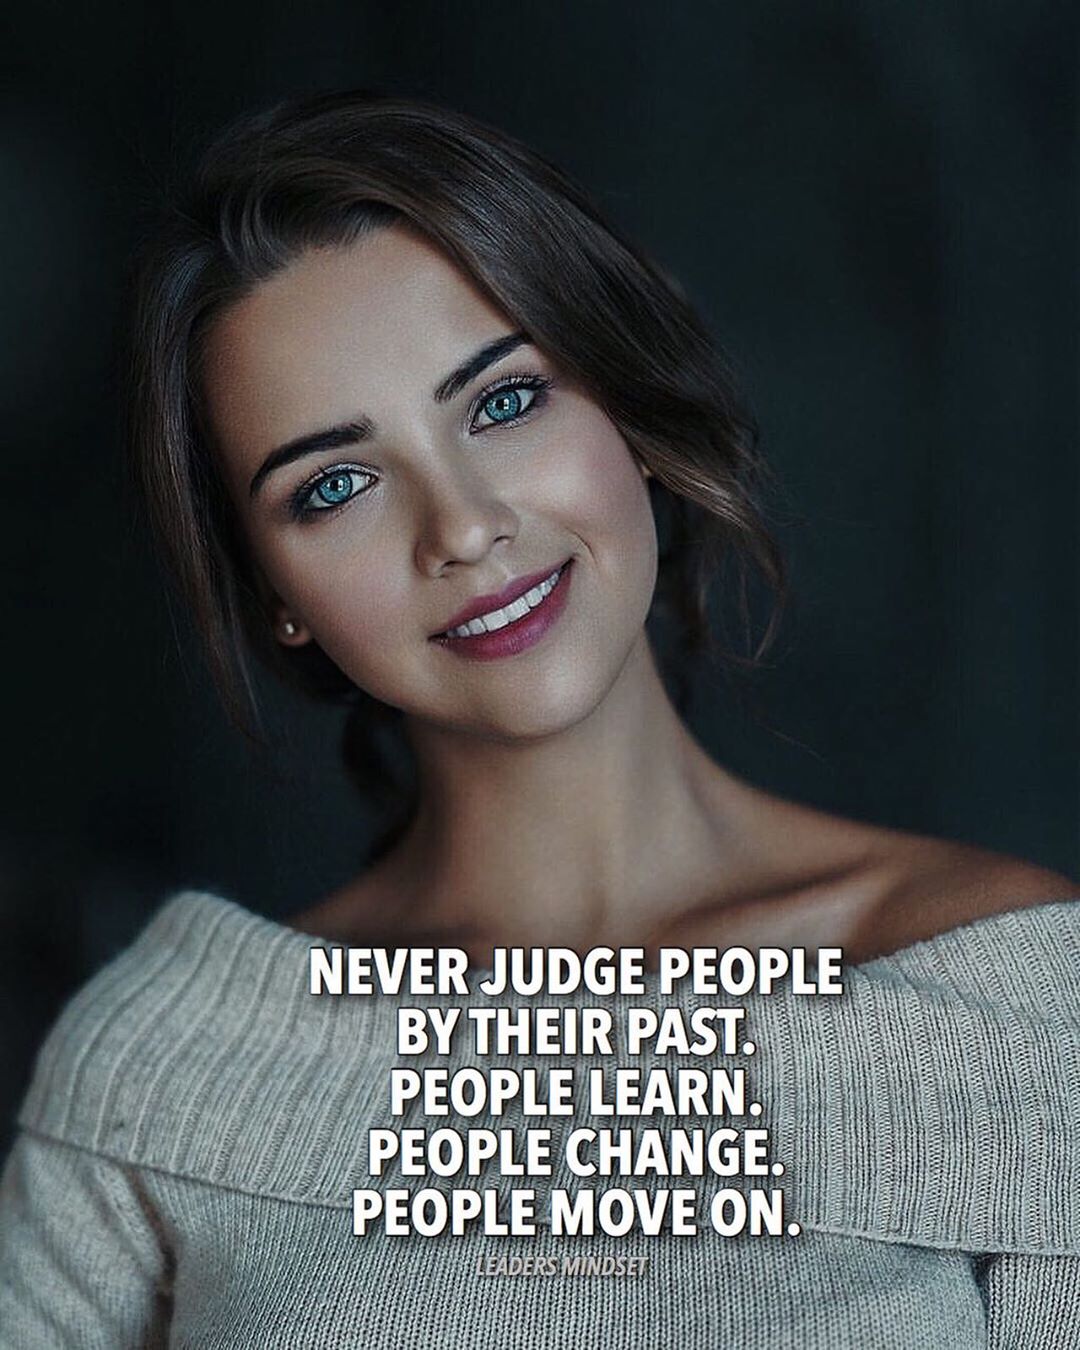 NEVER JUDGE PEOPLE
BY THEIR PAST.
PEOPLE LEARN.
PEOPLE CHANGE.
PEOPLE MOVE ON.
LEADERS MINDSET